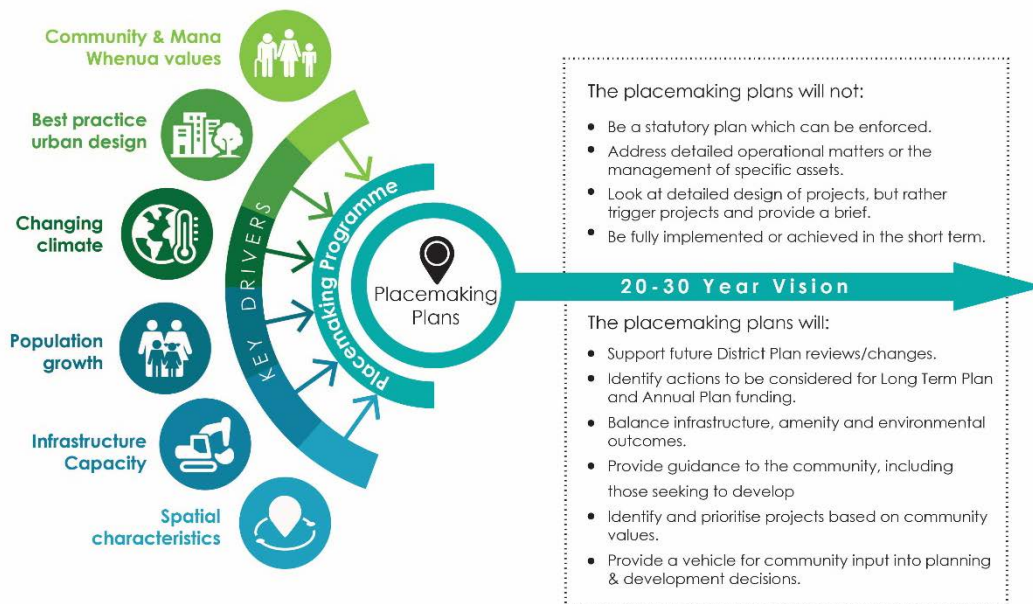 Community & Mana
Whenua values
Best practice
urban design
Changing
climate
Population
growth
Infrastructure
Capacity
Spatial
characteristics
KEY DRIVERS
Placemaking Programme
Placemaking
Plans
The placemaking plans will not:
• Be a statutory plan which can be enforced.
• Address detailed operational matters or the
management of specific assets.
• Look at detailed design of projects, but rather
trigger projects and provide a brief.
• Be fully implemented or achieved in the short term.
20-30 Year Vision
The placemaking plans will:
• Support future District Plan reviews/changes.
• Identify actions to be considered for Long Term Plan
and Annual Plan funding.
• Balance infrastructure, amenity and environmental
outcomes.
• Provide guidance to the community, including
those seeking to develop
• Identify and prioritise projects based on community
values.
• Provide a vehicle for community input into planning
& development decisions.